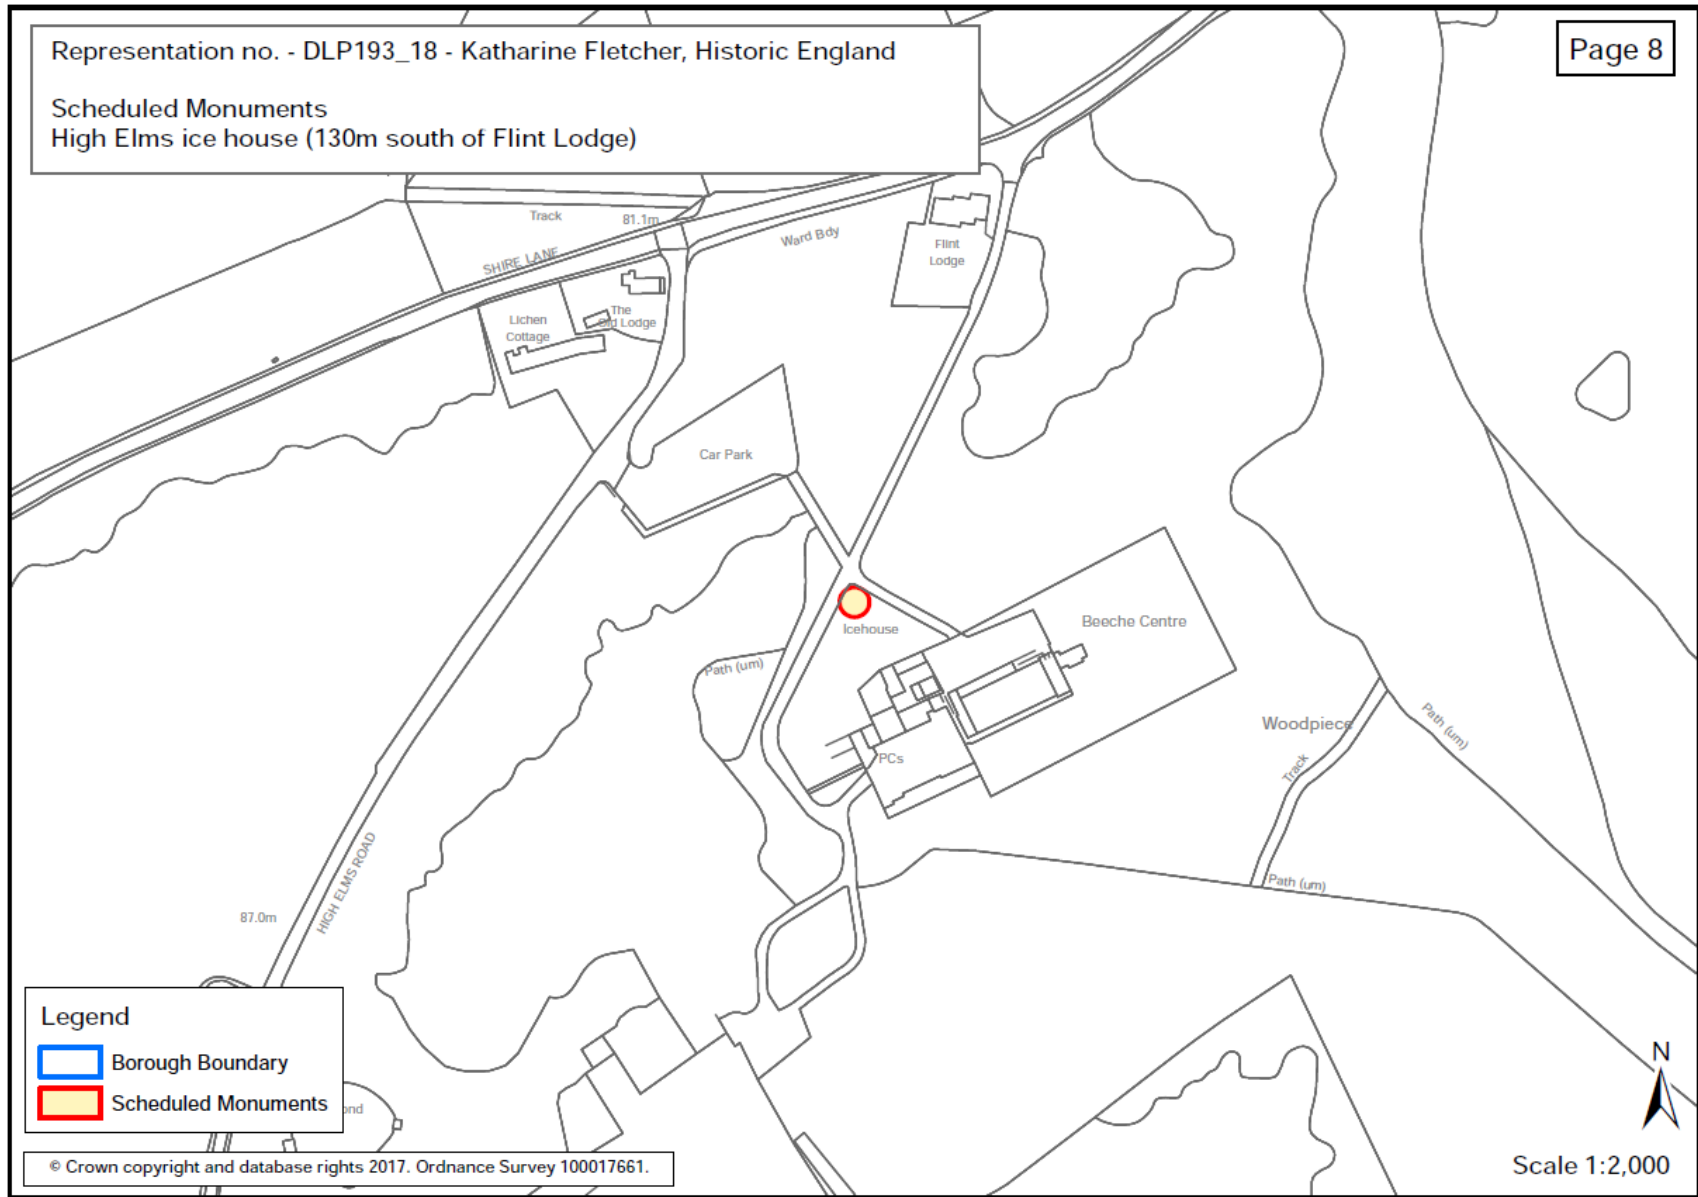 Representation no. - DLP193_18 - Katharine Fletcher, Historic England
Scheduled Monuments
High Elms ice house (130m south of Flint Lodge)
Page 8
Track
81.1m
SHIRE LANE
Ward Bdy
Flint
Lodge
Lichen
Cottage
The
Old Lodge
Car Park
Icehouse
Beeche Centre
Path (um)
PCs
Woodpiece
Track
Path (um)
Path (um)
HIGH ELMS ROAD
87.0m
Legend
Borough Boundary
Scheduled Monuments
ond
N
Scale 1:2,000
© Crown copyright and database rights 2017. Ordnance Survey 100017661.